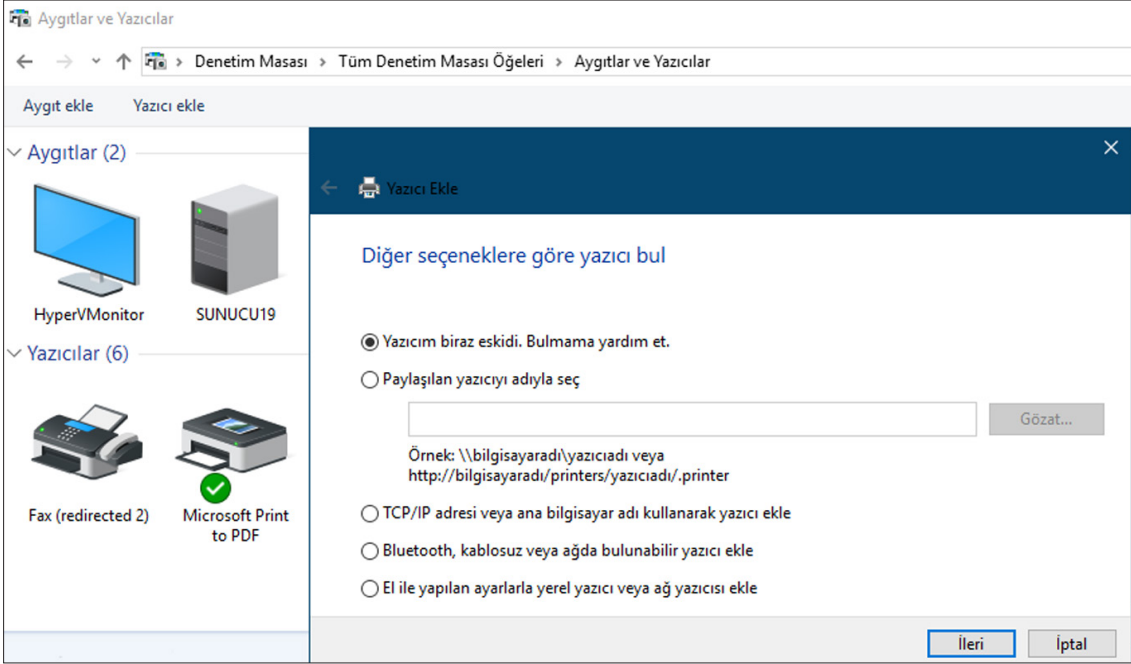 Aygıtlar ve Yazıcılar
Denetim Masası > Tüm Denetim Masası Öğeleri > Aygıtlar ve Yazıcılar
Aygıt ekle Yazıcı ekle
Aygıtlar (2)
HyperVMonitor
SUNUCU19
Yazıcılar (6)
Fax (redirected 2)
Microsoft Print
to PDF
Yazıcı Ekle
Diğer seçeneklere göre yazıcı bul
Yazıcım biraz eskidi. Bulmama yardım et.
Paylaşılan yazıcıyı adıyla seç
Gözat...
Örnek: \\bilgisayaradı\yazıcıadı veya
http://bilgisayaradı/printers/yazıcıadı/.printer
TCP/IP adresi veya ana bilgisayar adı kullanarak yazıcı ekle
Bluetooth, kablosuz veya ağda bulunabilir yazıcı ekle
El ile yapılan ayarlarla yerel yazıcı veya ağ yazıcısı ekle
İleri İptal